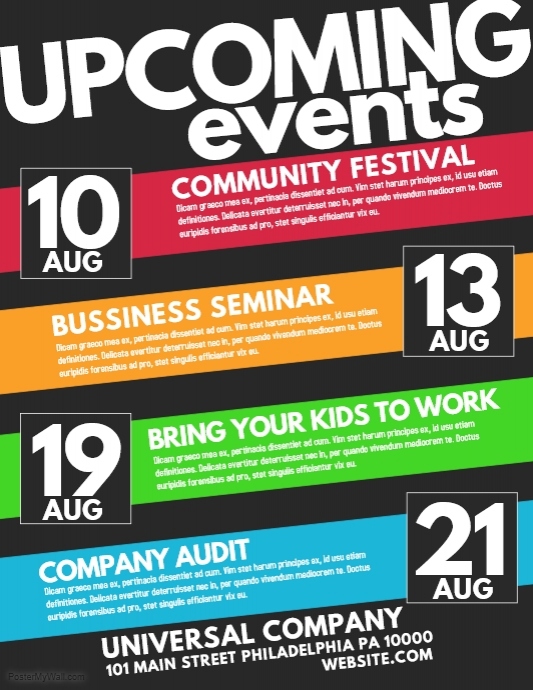 UPCOMING
events
10
AUG
COMMUNITY FESTIVAL
Dicam graeco mea ex, pertinacia dissentiet ad cum. Vim stet harum principes ex, id usu etiam
definitiones. Delicata evertitur deterruisset nec in, per quando vivendum mediocrem te. Doctus
euripidis forensibus ad pro, stet singulis efficiantur vix eu.
13
AUG
BUSSINESS SEMINAR
Dicam graeco mea ex, pertinacia dissentiet ad cum. Vim stet harum principes ex, id usu etiam
definitiones. Delicata evertitur deterruisset nec in, per quando vivendum mediocrem te. Doctus
euripidis forensibus ad pro, stet singulis efficiantur vix eu.
19
AUG
BRING YOUR KIDS TO WORK
Dicam graeco mea ex, pertinacia dissentiet ad cum. Vim stet harum principes ex, id usu etiam
definitiones. Delicata evertitur deterruisset nec in, per quando vivendum mediocrem te. Doctus
euripidis forensibus ad pro, stet singulis efficiantur vix eu.
21
AUG
COMPANY AUDIT
Dicam graeco mea ex, pertinacia dissentiet ad cum. Vim stet harum principes ex, id usu etiam
definitiones. Delicata evertitur deterruisset nec in, per quando vivendum mediocrem te. Doctus
euripidis forensibus ad pro, stet singulis efficiantur vix eu.
UNIVERSAL COMPANY
101 MAIN STREET PHILADELPHIA PA 10000
WEBSITE.COM
PosterMyWall.com